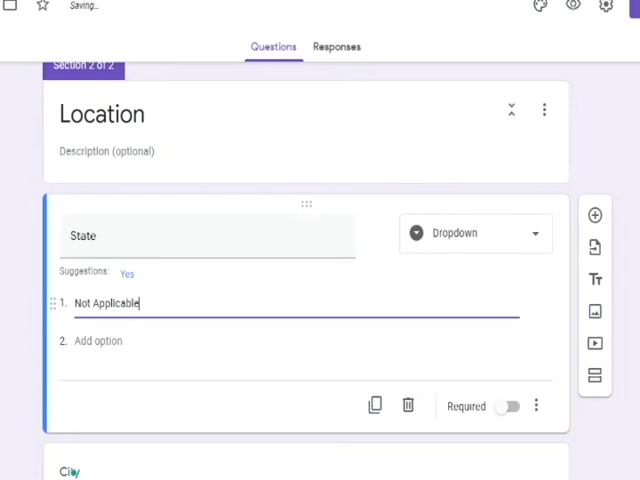 Saving...
Questions
Responses
Section 2 of 2
Location
Description (optional)
State
Dropdown
Suggestions: Yes
1. Not Applicable
2. Add option
Required
City